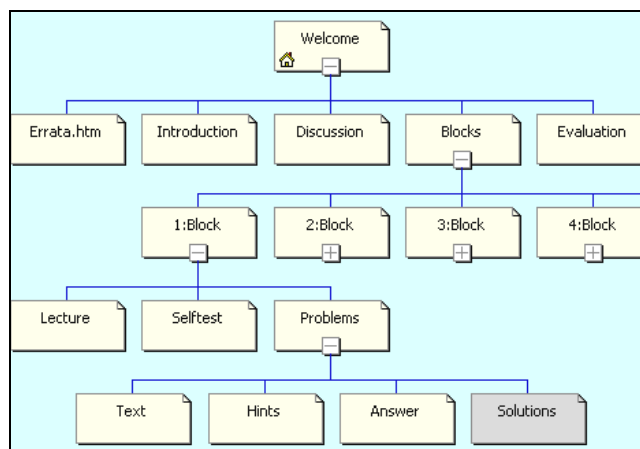 Welcome
Errata.htm
Introduction
Discussion
Blocks
Evaluation
1:Block
2:Block
3:Block
4:Block
Lecture
Selftest
Problems
Text
Hints
Answer
Solutions